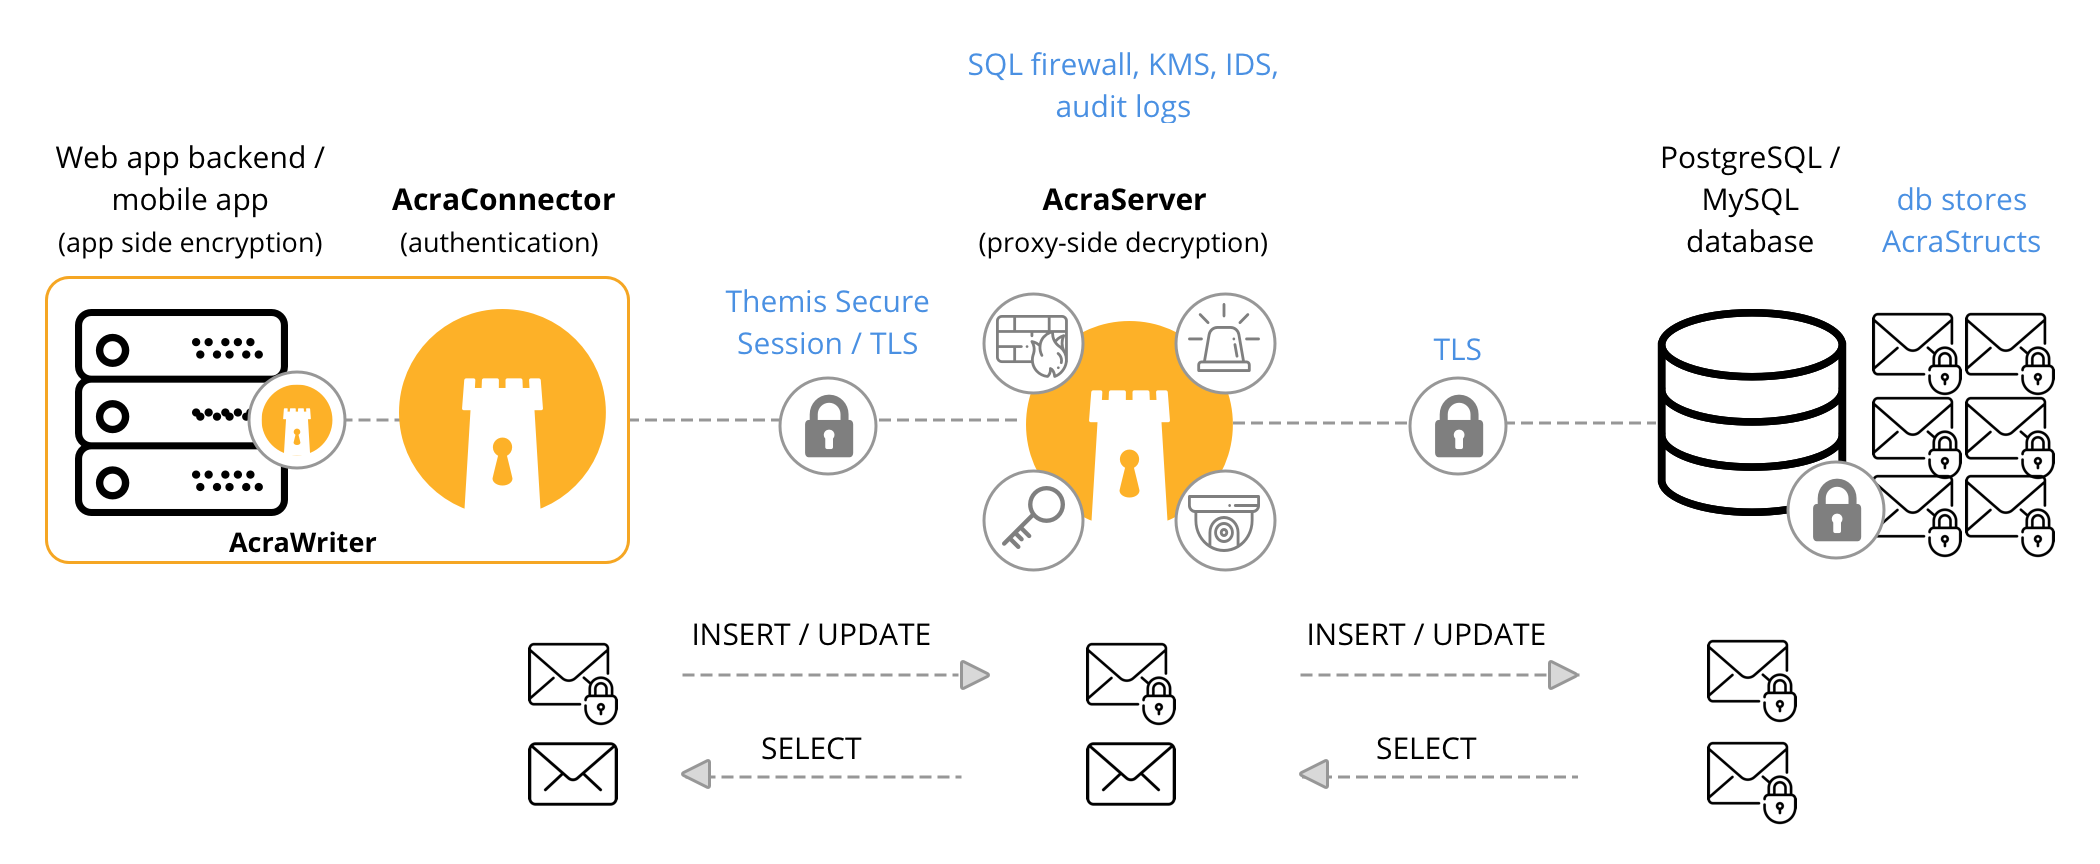 SQL firewall, KMS, IDS,
audit logs
Web app backend /
mobile app
(app side encryption)
AcraConnector
(authentication)
AcraServer
(proxy-side decryption)
PostgreSQL /
MySQL
database
db stores
AcraStructs
Themis Secure
Session / TLS
TLS
AcraWriter
INSERT / UPDATE
INSERT / UPDATE
SELECT
SELECT